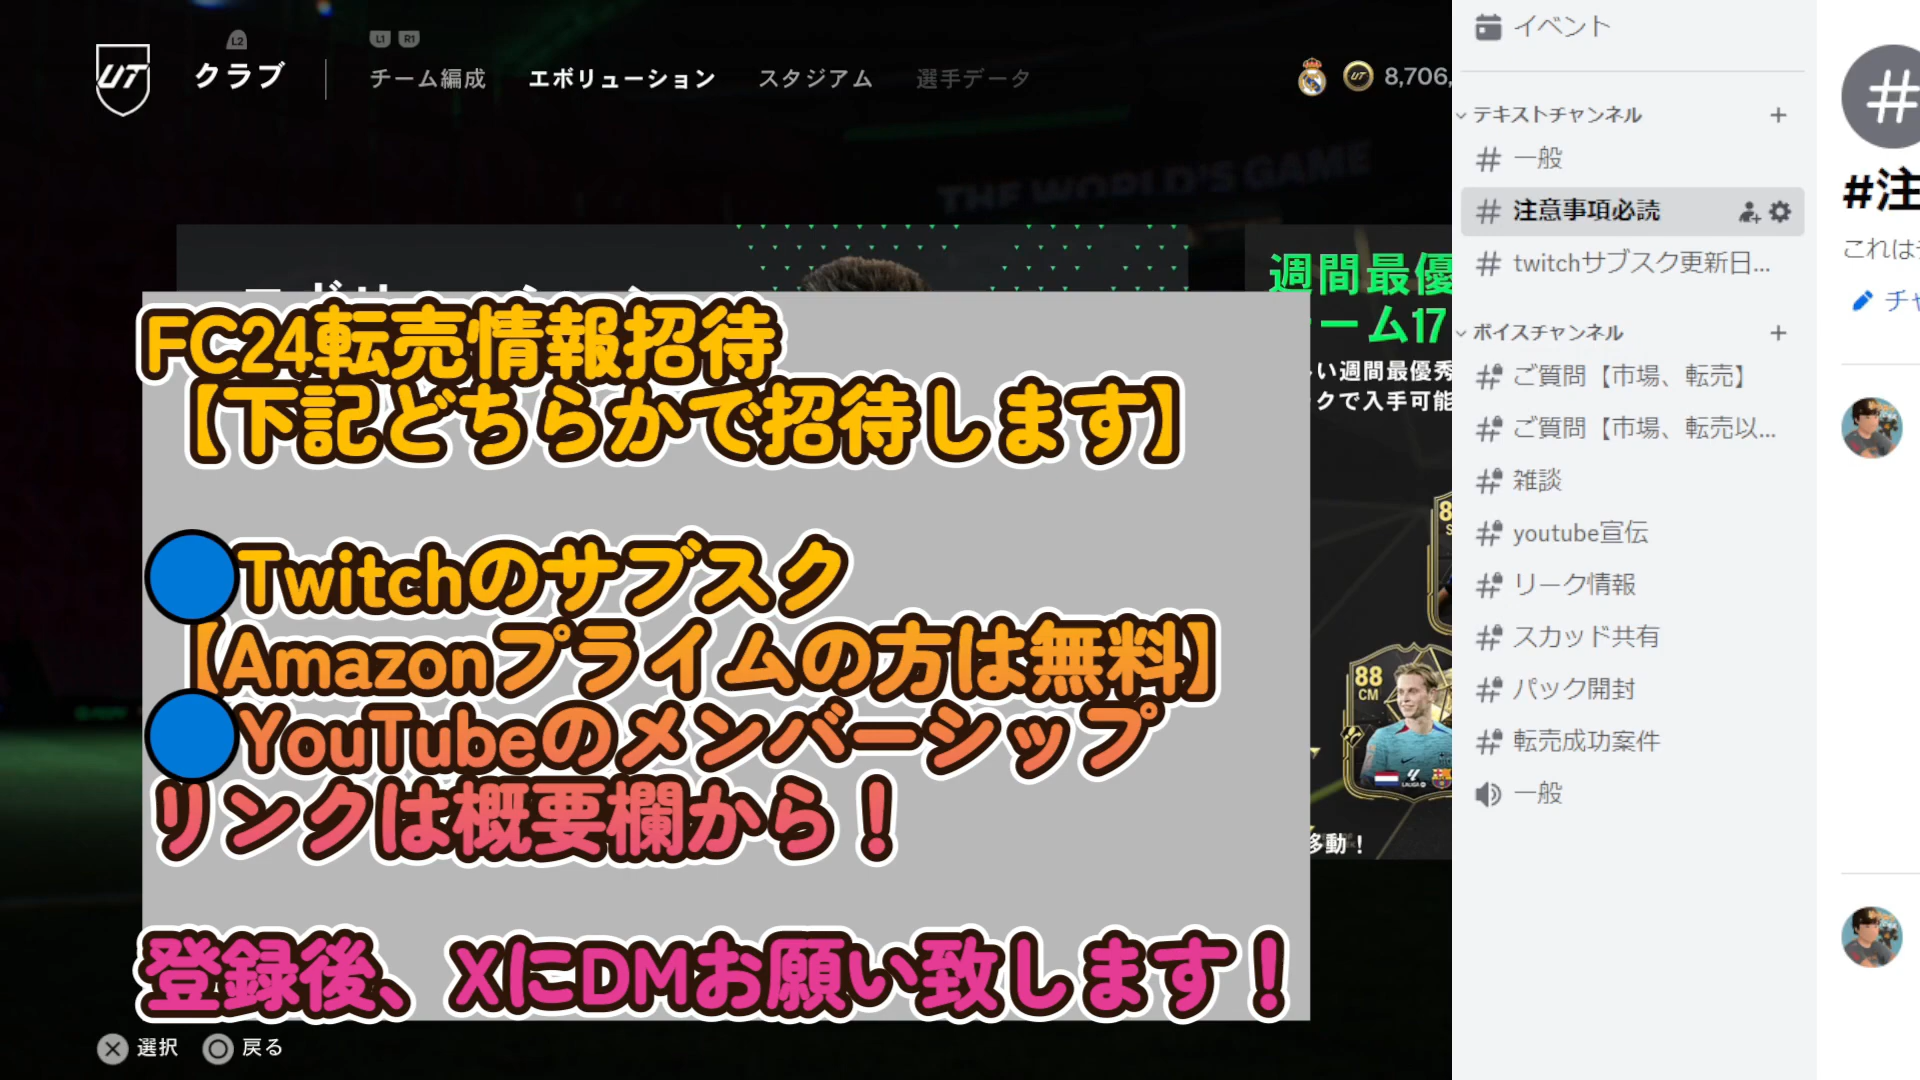 L2
L1 R1
UT クラブ チーム編成 エボリューション スタジアム 選手データ
UT 8,706,
THE WORLD'S GAME
週間最優
ーム17
い週間最優秀
クで入手可能
FC24転売情報招待
【下記どちらかで招待します】
Twitchのサブスク
【Amazonプライムの方は無料】
YouTubeのメンバーシップ
リンクは概要欄から！
登録後、XにDMお願い致します！
88
CM
移動！
選択 戻る
イベント
テキストチャンネル
一般
注意事項必読
twitchサブスク更新日...
ボイスチャンネル
ご質問【市場、転売】
ご質問【市場、転売以...
雑談
youtube宣伝
リーク情報
スカッド共有
パック開封
転売成功案件
一般
#注
これは
チャ